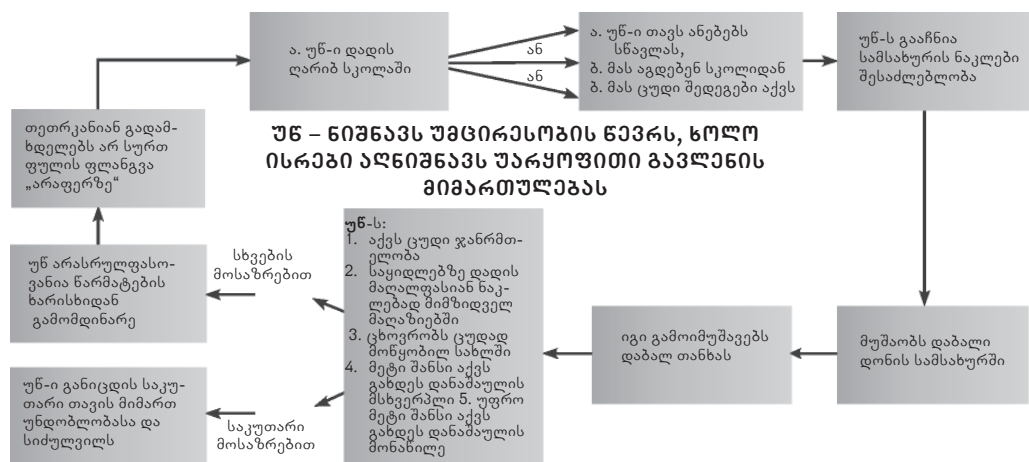 ა. უწ-ი დადის
ღარიბ სკოლაში
ან
ან
ა. უწ-ი თავს ანებებს
სწავლას,
ბ. მას აგდებენ სკოლიდან
ბ. მას ცუდი შედეგები აქვს
უწ-ს გააჩნია
სამსახურის ნაკლები
შესაძლებლობა
თეთრკანიან გადამ-
ხდელებს არ სურთ
ფულის ფლანგვა
„არაფერზე“
უწ – ნიშნავს უმცირესობის წევრს, ხოლო
ისრები აღნიშნავს უარყოფითი გავლენის
მიმართულებას
უწ არასრულფასო-
ვანია წარმატების
ხარისხიდან
გამომდინარე
სხვების
მოსაზრებით
უწ-ს:
1. აქვს ცუდი ჯანრმთ-
ელობა
2. საყიდლებზე დადის
მაღალფასიან ნაკ-
ლებად მიმზიდველ
მაღაზიებში
3. ცხოვრობს ცუდად
მოწყობილ სახლში
4. მეტი შანსი აქვს
გახდეს დანაშაულის
მსხვერპლი 5. უფრო
მეტი შანსი აქვს
გახდეს დანაშაულის
მონაწილე
იგი გამოიმუშავებს
დაბალ თანხას
მუშაობს დაბალი
დონის სამსახურში
უწ-ი განიცდის საკუ-
თარი თავის მიმართ
უნდობლობასა და
სიძულვილს
საკუთარი
მოსაზრებით